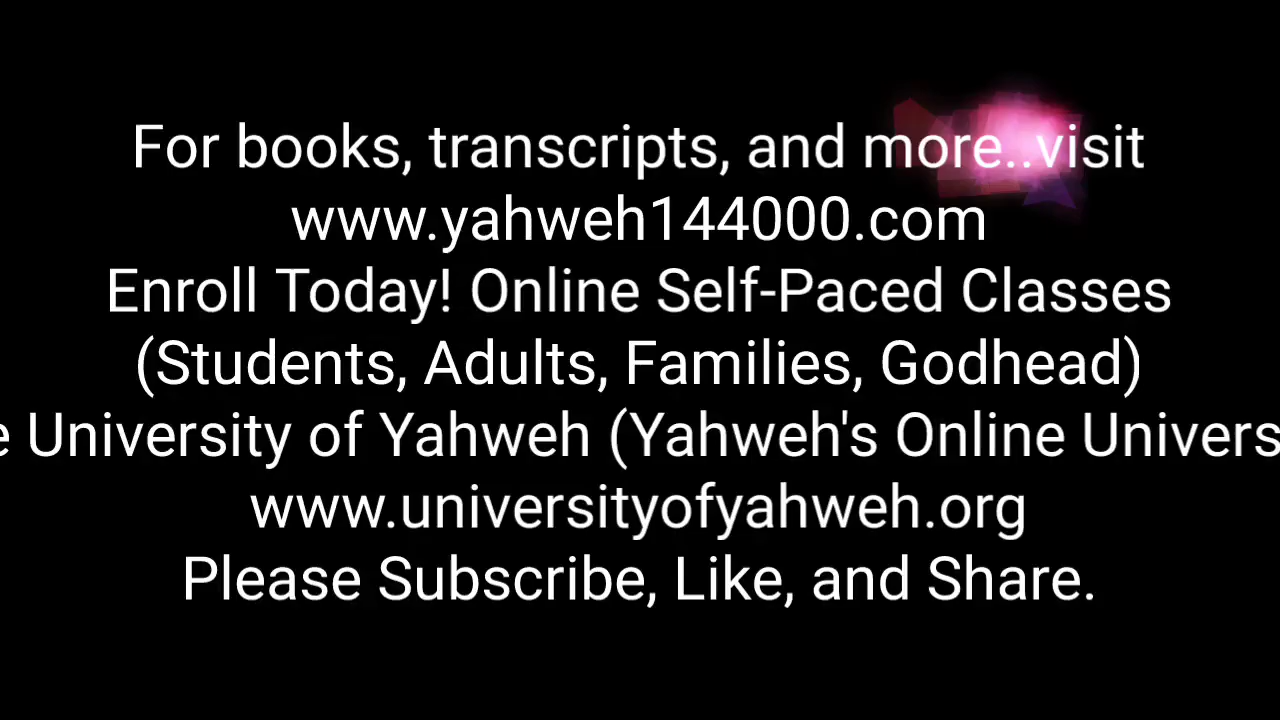 For books, transcripts, and more..visit
www.yahweh144000.com
Enroll Today! Online Self-Paced Classes
(Students, Adults, Families, Godhead)
University of Yahweh (Yahweh's Online
www.universityofyahweh.org
Please Subscribe, Like, and Share.